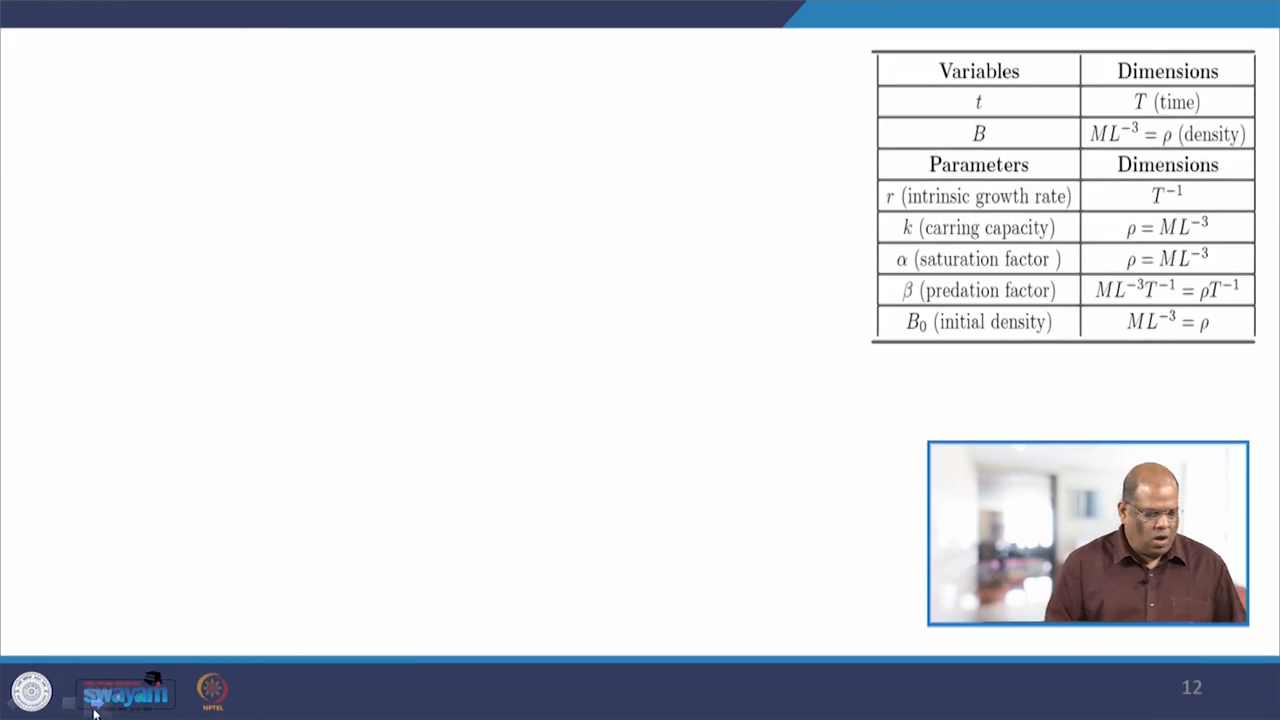 Variables Dimensions
t T (time)
B ML⁻³ = ρ (density)
Parameters Dimensions
r (intrinsic growth rate) T⁻¹
k (carring capacity) ρ = ML⁻³
α (saturation factor ) ρ = ML⁻³
β (predation factor) ML⁻³T⁻¹ = ρT⁻¹
B₀ (initial density) ML⁻³ = ρ
swayam
NPTEL
12